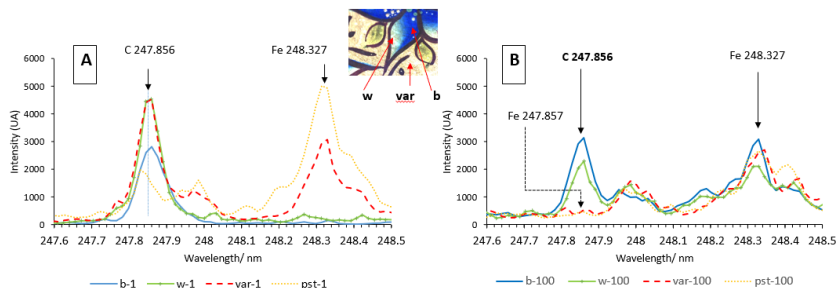 A
C 247.856
Fe 248.327
w var b
Intensity (UA)
6000
5000
4000
3000
2000
1000
0
247.6 247.7 247.8 247.9 248 248.1 248.2 248.3 248.4 248.5
Wavelength/ nm
b-1 w-1 var-1 pst-1
B
C 247.856
Fe 248.327
Fe 247.857
Intensity (UA)
6000
5000
4000
3000
2000
1000
0
247.6 247.7 247.8 247.9 248 248.1 248.2 248.3 248.4 248.5
Wavelength/ nm
b-100 w-100 var-100 pst-100